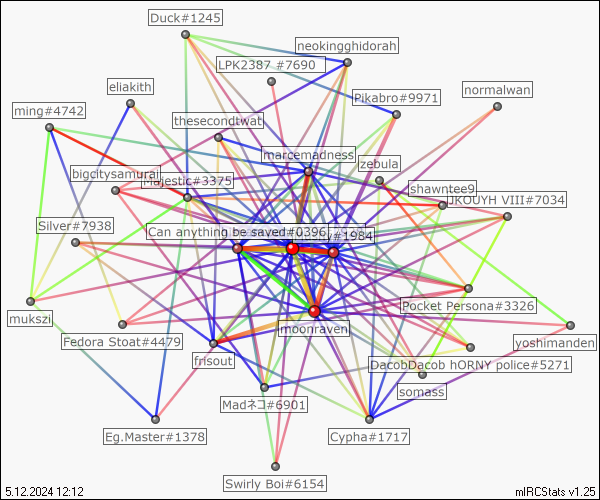 Duck#1245
neokingghidorah
LPK2387 #7690
eliakith
Pikabro#9971
normalwan
ming#4742
thesecondtwat
marcemadness
zebula
bigcitysamurai
Majestic#3375
shawntee9
JKOUYH VIII#7034
Silver#7938
Can anything be saved#0396
#1984
Pocket Persona#3326
mukszi
moonraven
Fedora Stoat#4479
yoshimanden
frisout
DacobDacob hORNY police#5271
somass
Madネコ#6901
Eg.Master#1378
Cypha#1717
Swirly Boi#6154
5.12.2024 12:12
mIRCStats v1.25